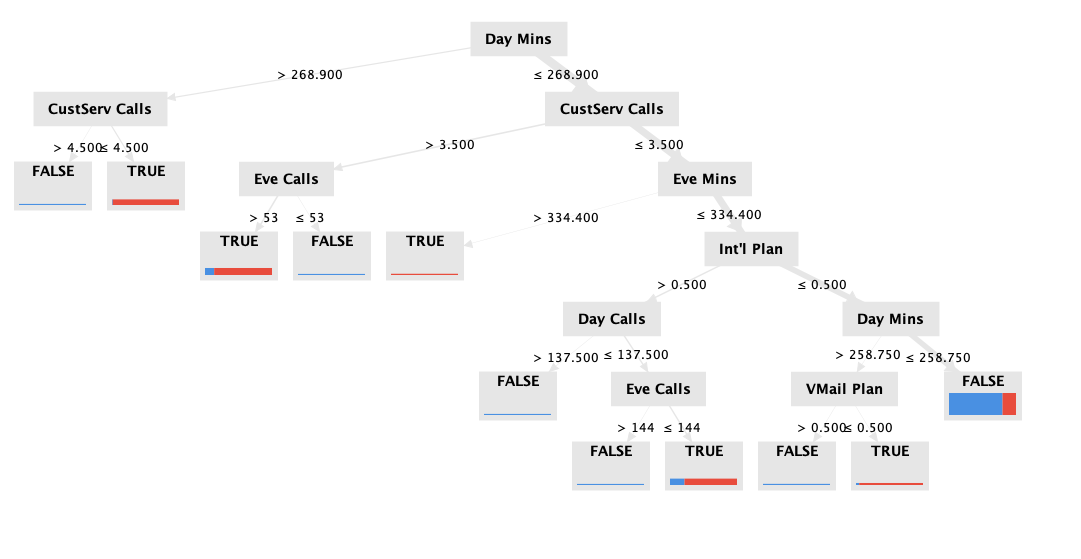 Day Mins
> 268.900
≤ 268.900
CustServ Calls
CustServ Calls
> 4.500
≤ 4.500
> 3.500
≤ 3.500
FALSE
TRUE
Eve Calls
Eve Mins
> 53
≤ 53
> 334.400
≤ 334.400
TRUE
FALSE
TRUE
Int'l Plan
> 0.500
≤ 0.500
Day Calls
Day Mins
> 137.500
≤ 137.500
> 258.750
≤ 258.750
FALSE
Eve Calls
VMail Plan
FALSE
> 144
≤ 144
> 0.500
≤ 0.500
FALSE
TRUE
FALSE
TRUE